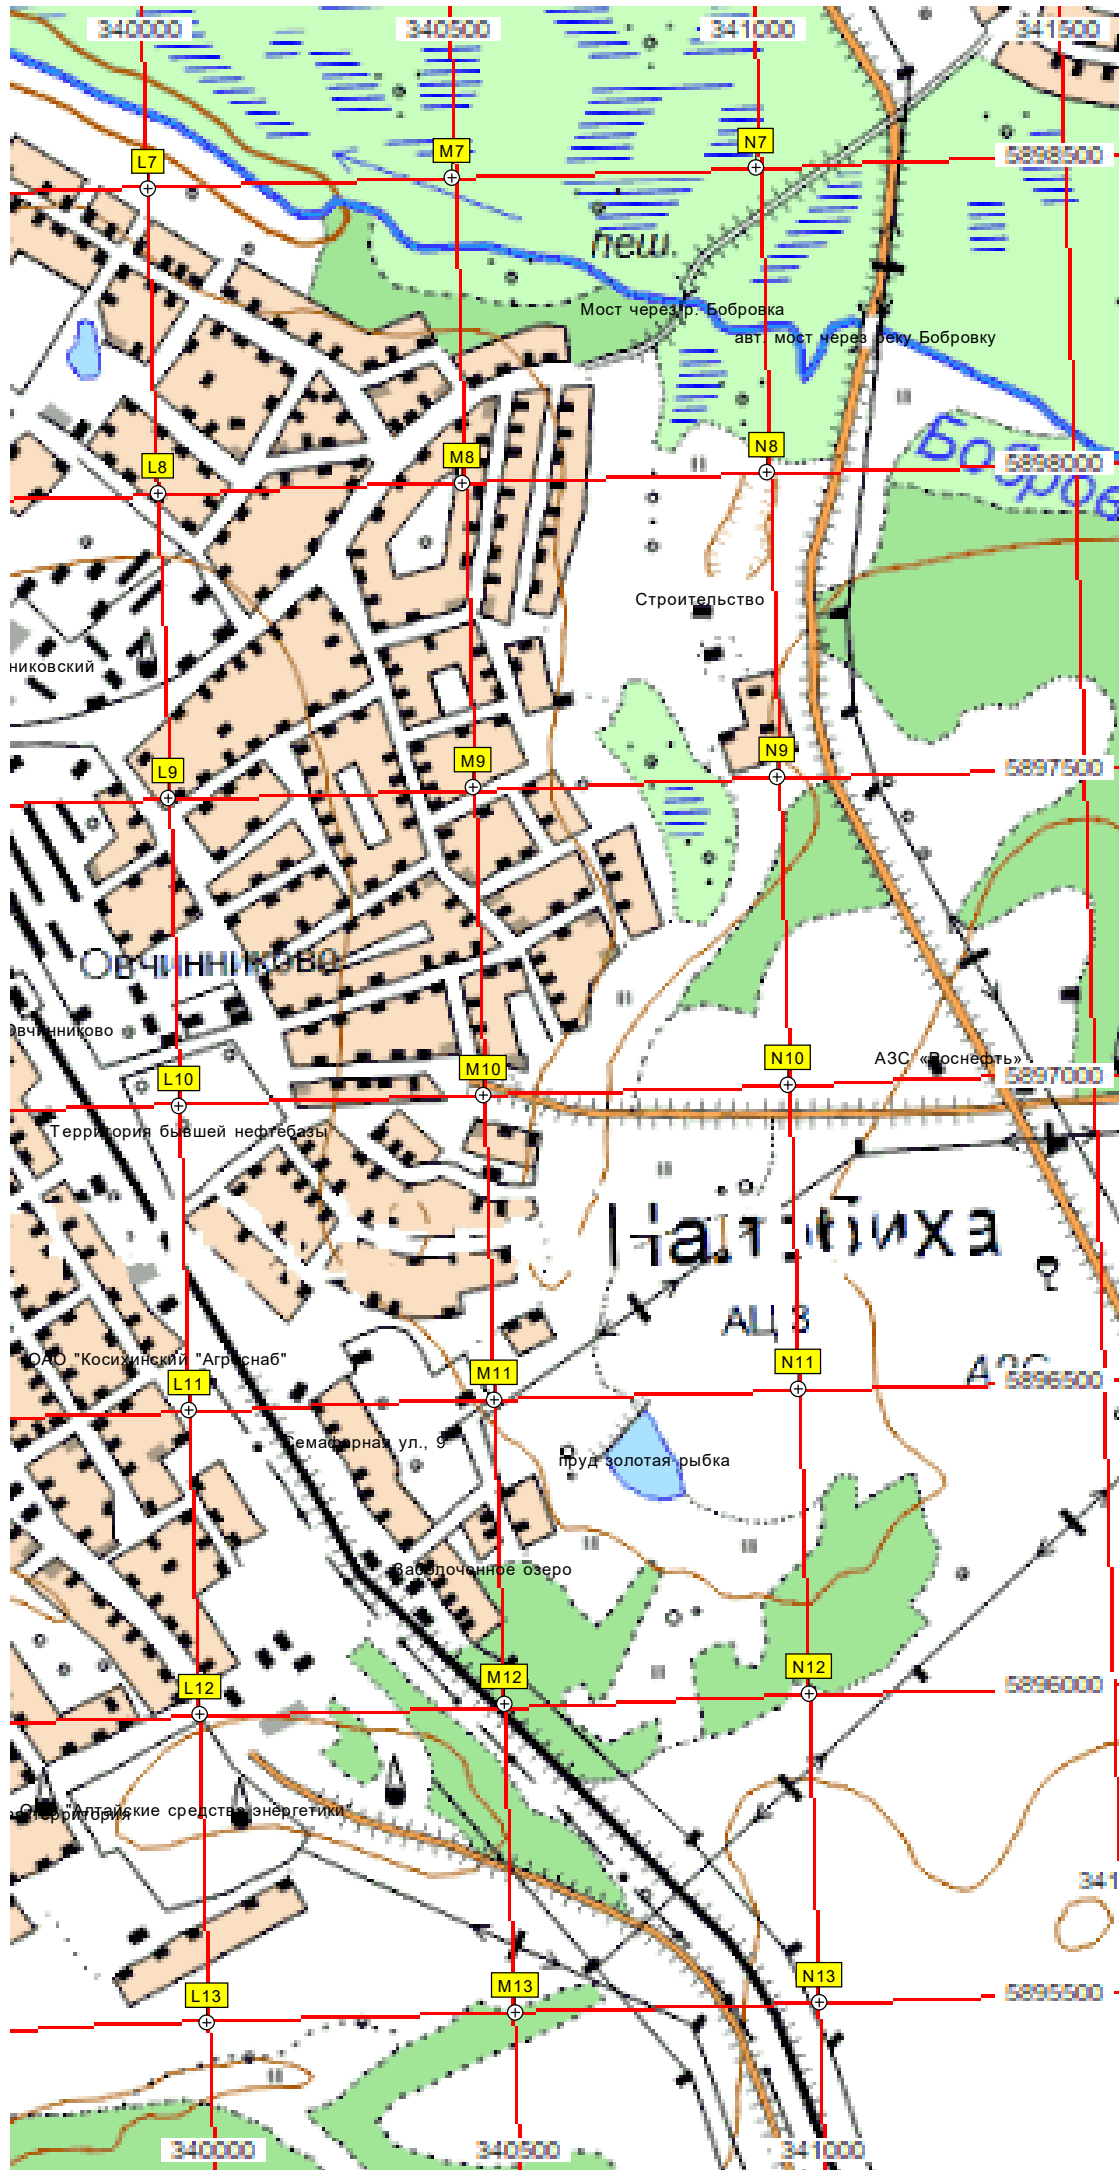 340000 340500 341000 341500
5898500
L7 M7 N7
пеш.
Мост через р. Бобровка
авт. мост через реку Бобровку
Бобров
5898000
L8 M8 N8
Строительство
никовский
5897500
L9 M9 N9
Овчинниково
Овчинниково
АЗС «Роснефть»
5897000
L10 M10 N10
Территория бывшей нефтебазы
АЦ 3
ОАО "Косихинский "Агроснаб"
АЗС
5896500
L11 M11 N11
Семафорная ул., 9
пруд золотая рыбка
Заболоченное озеро
5896000
L12 M12 N12
"Алтайские средства энергетики"
территория
341
5895500
L13 M13 N13
340000 340500 341000